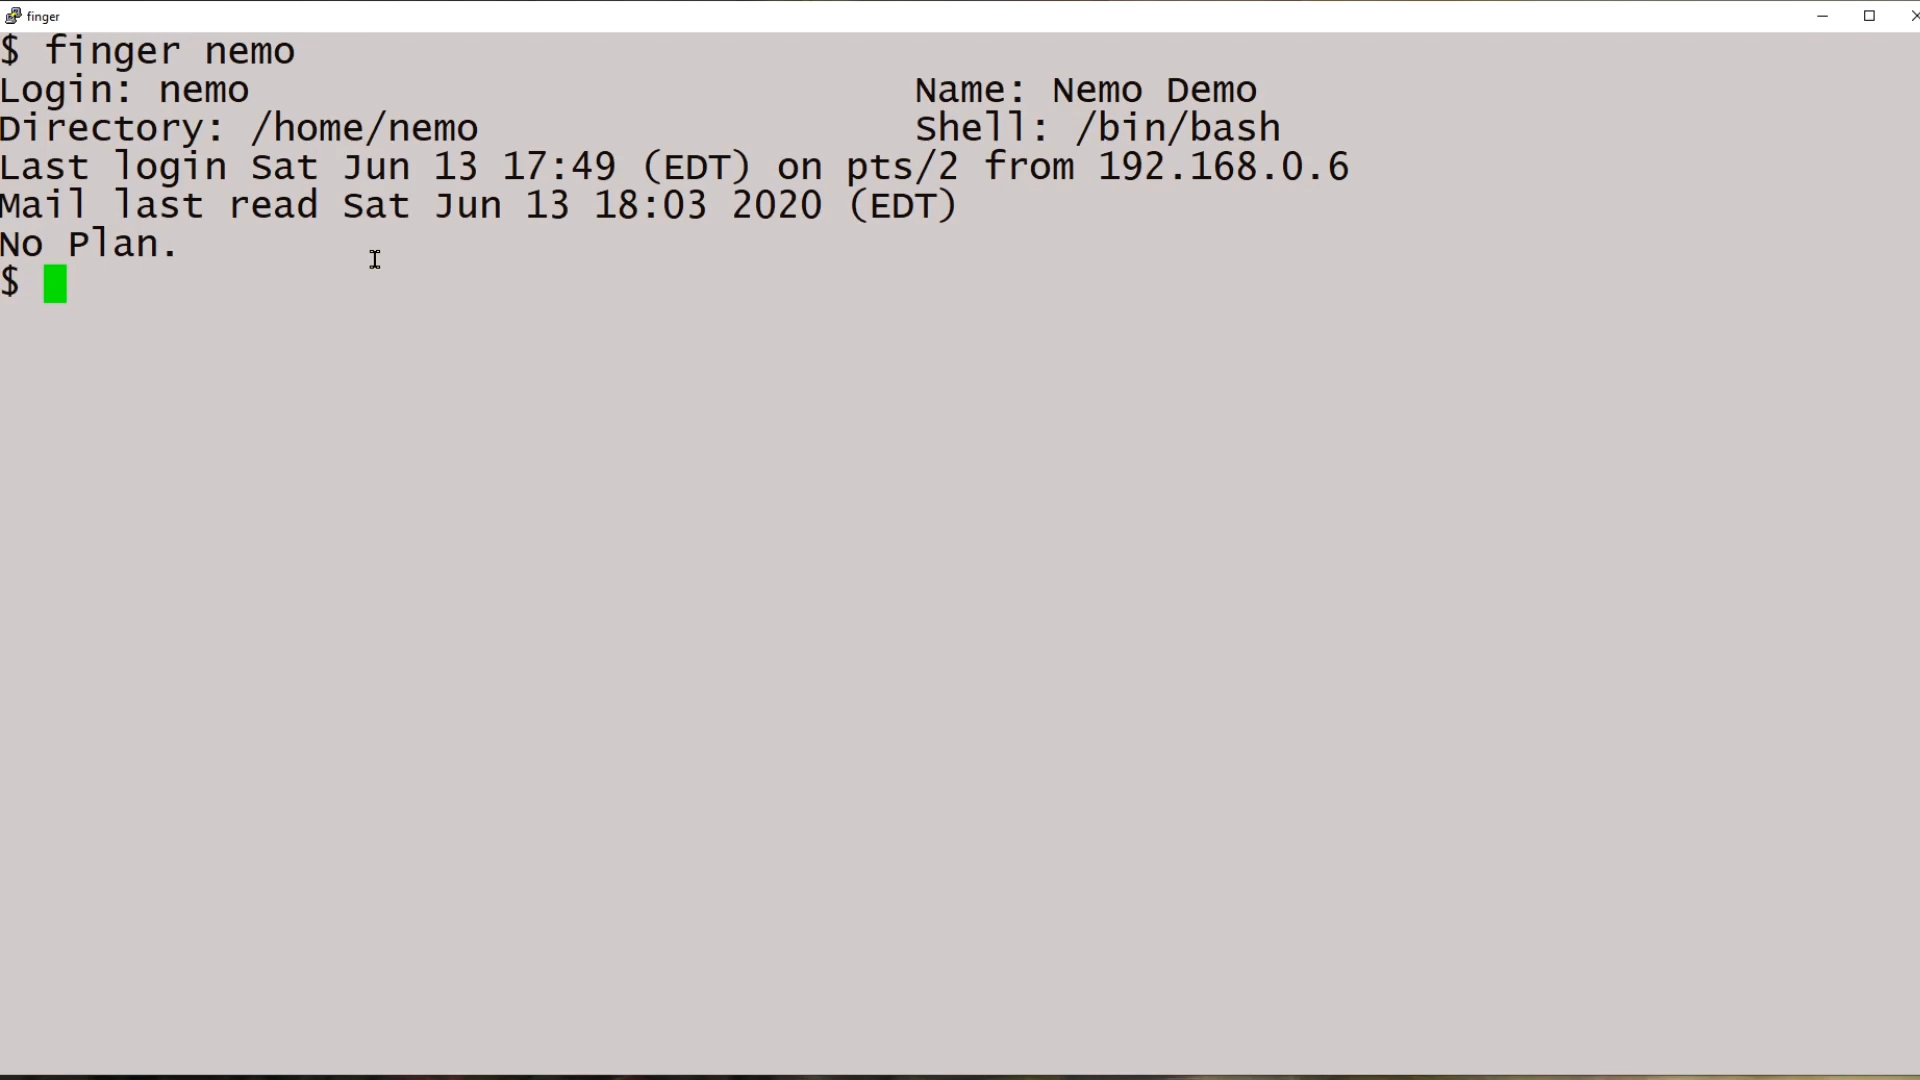 finger
$ finger nemo
Login: nemo                             Name: Nemo Demo
Directory: /home/nemo                   Shell: /bin/bash
Last login Sat Jun 13 17:49 (EDT) on pts/2 from 192.168.0.6
Mail last read Sat Jun 13 18:03 2020 (EDT)
No Plan.
$